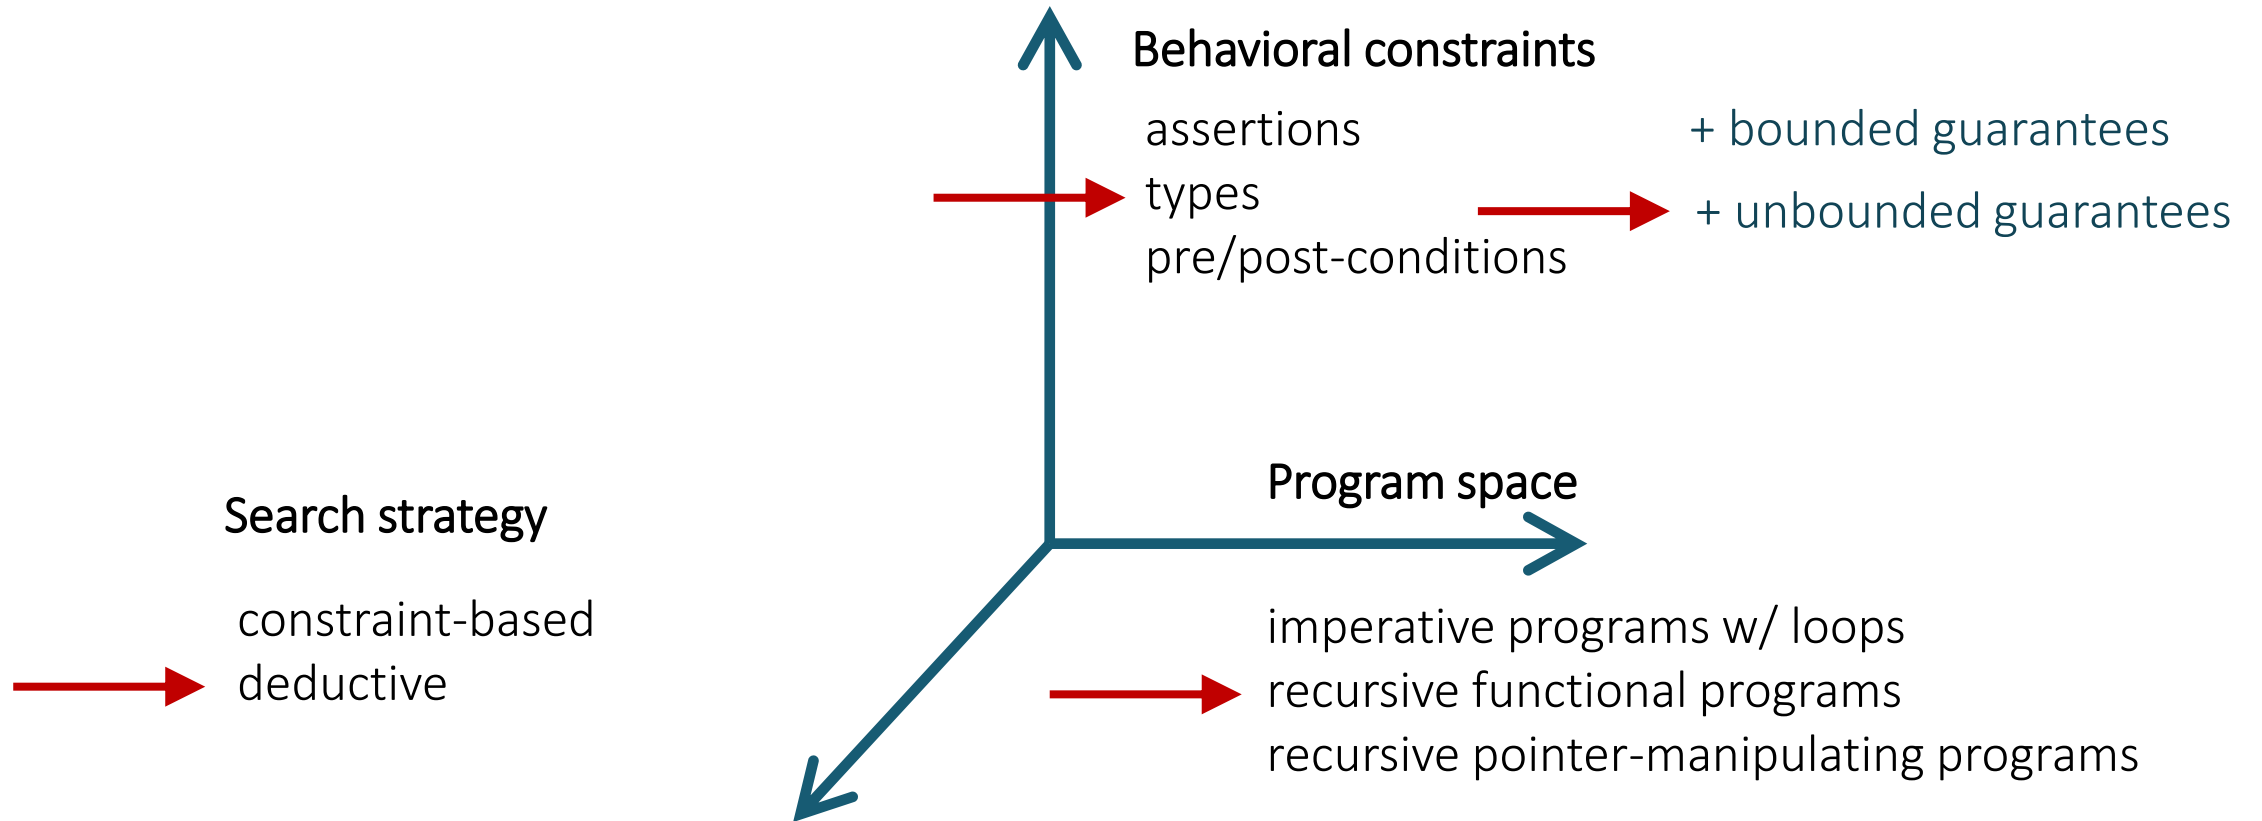 Behavioral constraints
assertions
types
pre/post-conditions
+ bounded guarantees
+ unbounded guarantees
Search strategy
constraint-based
deductive
Program space
imperative programs w/ loops
recursive functional programs
recursive pointer-manipulating programs